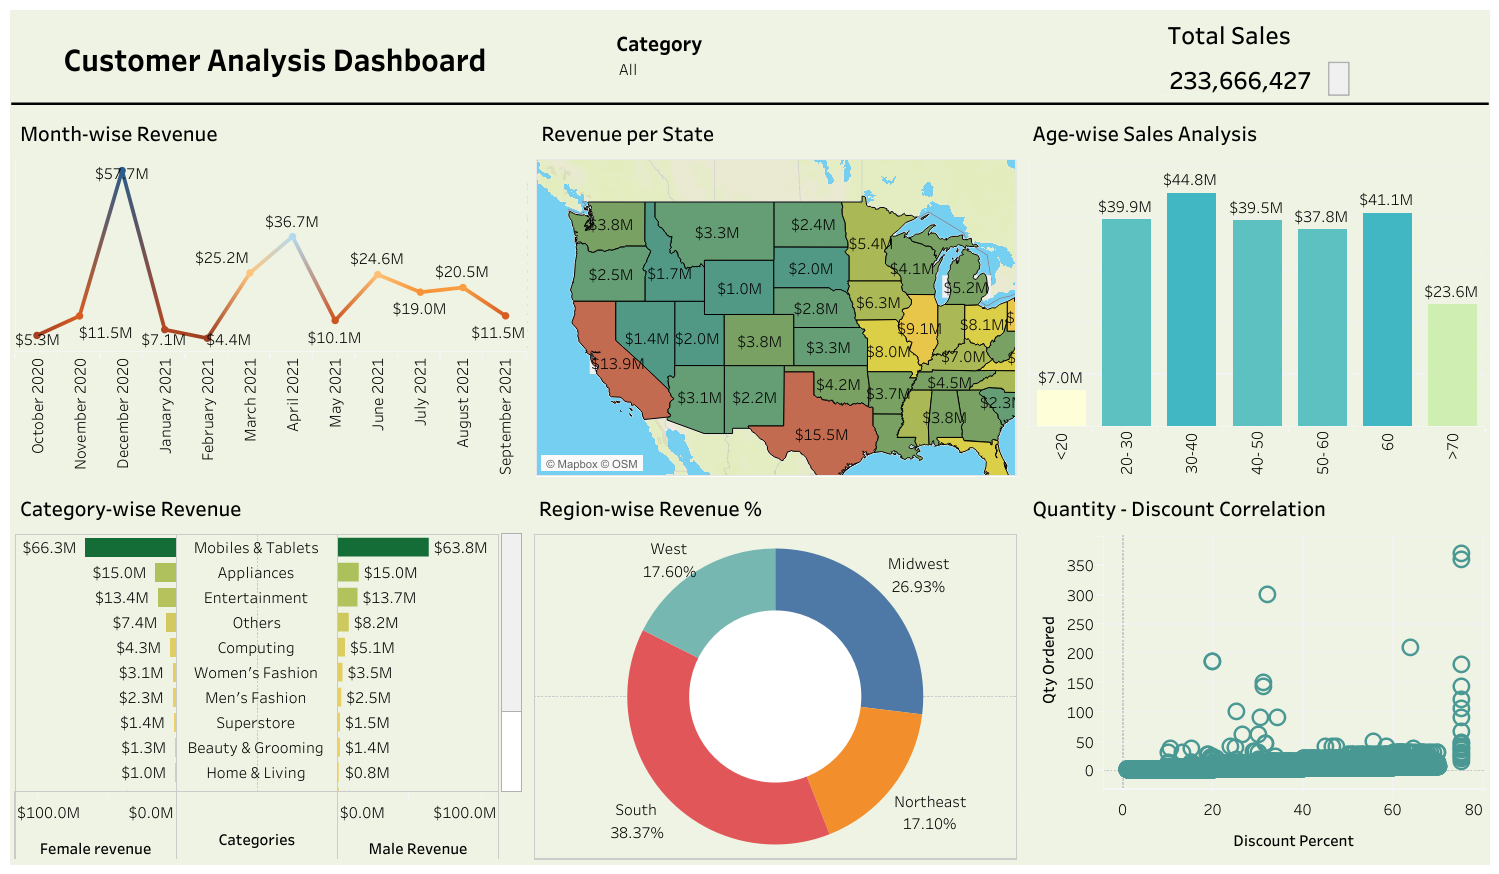 Customer Analysis Dashboard
Category
All
Total Sales
233,666,427
Month-wise Revenue
$57.7M
$36.7M
$25.2M
$24.6M
$20.5M
$19.0M
$5.3M
$11.5M
$7.1M
$4.4M
$10.1M
$11.5M
October 2020
November 2020
December 2020
January 2021
February 2021
March 2021
April 2021
May 2021
June 2021
July 2021
August 2021
September 2021
Revenue per State
$3.8M
$3.3M
$2.4M
$5.4M
$2.5M
$1.7M
$2.0M
$4.1M
$1.0M
$5.2M
$2.8M
$6.3M
$1.4M
$2.0M
$3.8M
$3.3M
$9.1M
$8.1M
$8.0M
$7.0M
$13.9M
$3.1M
$2.2M
$4.2M
$4.5M
$3.7M
$3.8M
$15.5M
© Mapbox © OSM
Age-wise Sales Analysis
$7.0M
$39.9M
$44.8M
$39.5M
$37.8M
$41.1M
$23.6M
<20
20- 30
30-40
40- 50
50- 60
60
>70
Category-wise Revenue
$66.3M Mobiles & Tablets $63.8M
$15.0M Appliances $15.0M
$13.4M Entertainment $13.7M
$7.4M Others $8.2M
$4.3M Computing $5.1M
$3.1M Women's Fashion $3.5M
$2.3M Men's Fashion $2.5M
$1.4M Superstore $1.5M
$1.3M Beauty & Grooming $1.4M
$1.0M Home & Living $0.8M
$100.0M $0.0M $0.0M $100.0M
Female revenue Categories Male Revenue
Region-wise Revenue %
West
17.60%
Midwest
26.93%
South
38.37%
Northeast
17.10%
Quantity - Discount Correlation
Qty Ordered
350
300
250
200
150
100
50
0
0 20 40 60 80
Discount Percent